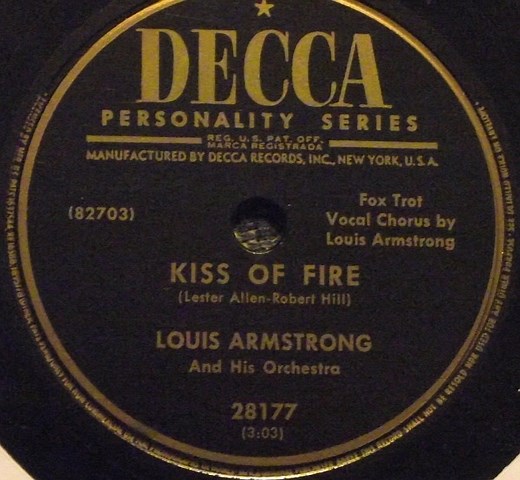 DECCA
PERSONALITY SERIES
REG. U.S. PAT. OFF.
MARCA REGISTRADA
MANUFACTURED BY DECCA RECORDS, INC., NEW YORK, U.S.A.
(82703)
Fox Trot
Vocal Chorus by
Louis Armstrong
KISS OF FIRE
(Lester Allen-Robert Hill)
LOUIS ARMSTRONG
And His Orchestra
28177
(3:03)